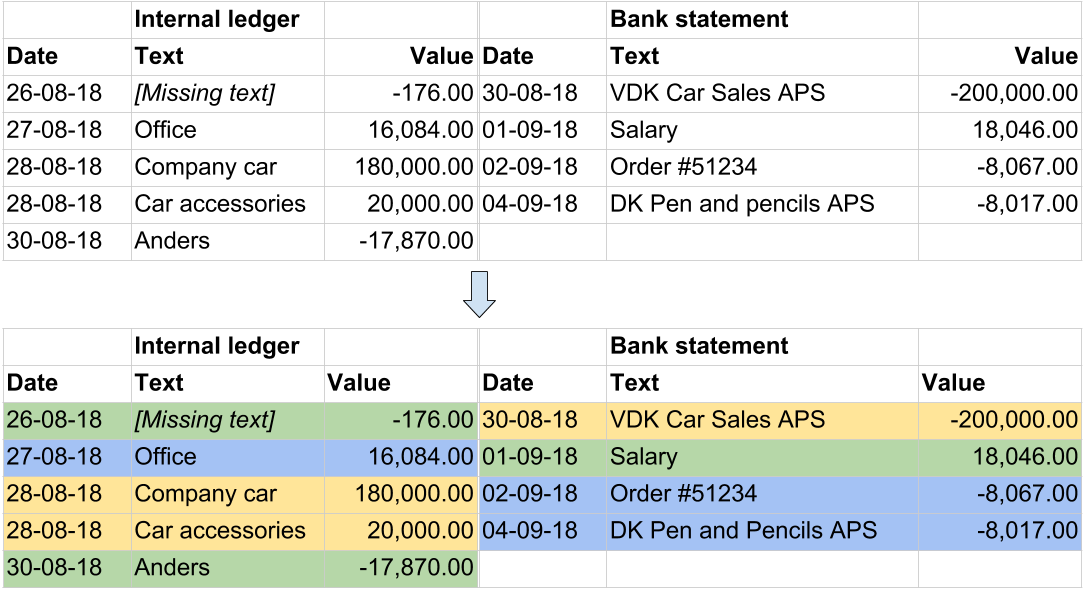 Internal ledger Bank statement
Date Text Value Date Text Value
26-08-18 [Missing text] -176.00 30-08-18 VDK Car Sales APS -200,000.00
27-08-18 Office 16,084.00 01-09-18 Salary 18,046.00
28-08-18 Company car 180,000.00 02-09-18 Order #51234 -8,067.00
28-08-18 Car accessories 20,000.00 04-09-18 DK Pen and pencils APS -8,017.00
30-08-18 Anders -17,870.00
Internal ledger Bank statement
Date Text Value Date Text Value
26-08-18 [Missing text] -176.00 30-08-18 VDK Car Sales APS -200,000.00
27-08-18 Office 16,084.00 01-09-18 Salary 18,046.00
28-08-18 Company car 180,000.00 02-09-18 Order #51234 -8,067.00
28-08-18 Car accessories 20,000.00 04-09-18 DK Pen and Pencils APS -8,017.00
30-08-18 Anders -17,870.00